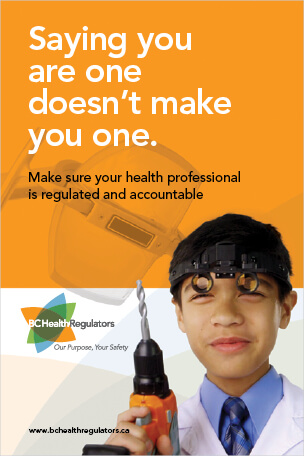 Saying you
are one
doesn't make
you one.
Make sure your health professional
is regulated and accountable
BCHealthRegulators
Our Purpose, Your Safety
www.bchealthregulators.ca